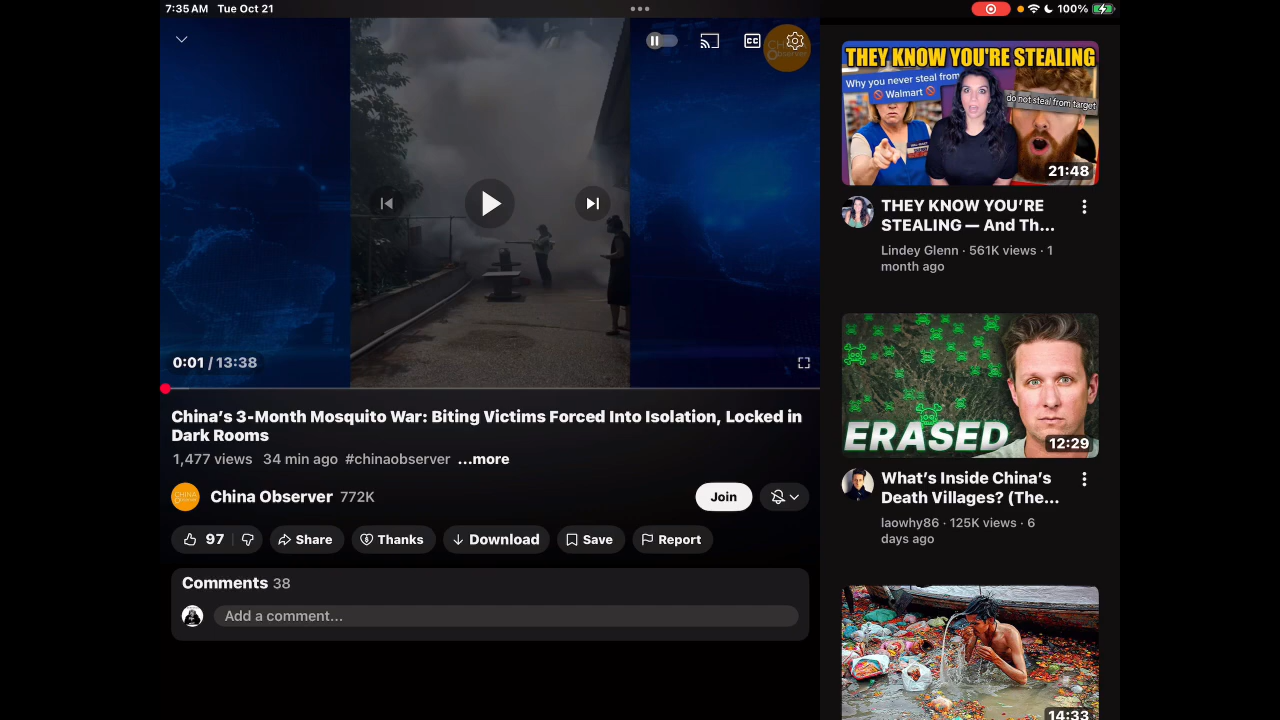 7:35 AM Tue Oct 21
100%
CC
0:01 / 13:38
China's 3-Month Mosquito War: Biting Victims Forced Into Isolation, Locked in
Dark Rooms
1,477 views 34 min ago #chinaobserver ...more
China Observer 772K
Join
97
Share
Thanks
Download
Save
Report
Comments 38
Add a comment...
THEY KNOW YOU'RE STEALING
Why you never steal from
Walmart
do not steal from target
21:48
THEY KNOW YOU'RE
STEALING — And Th...
Lindey Glenn · 561K views · 1
month ago
ERASED
12:29
What's Inside China's
Death Villages? (The...
laowhy86 · 125K views · 6
days ago
14:33